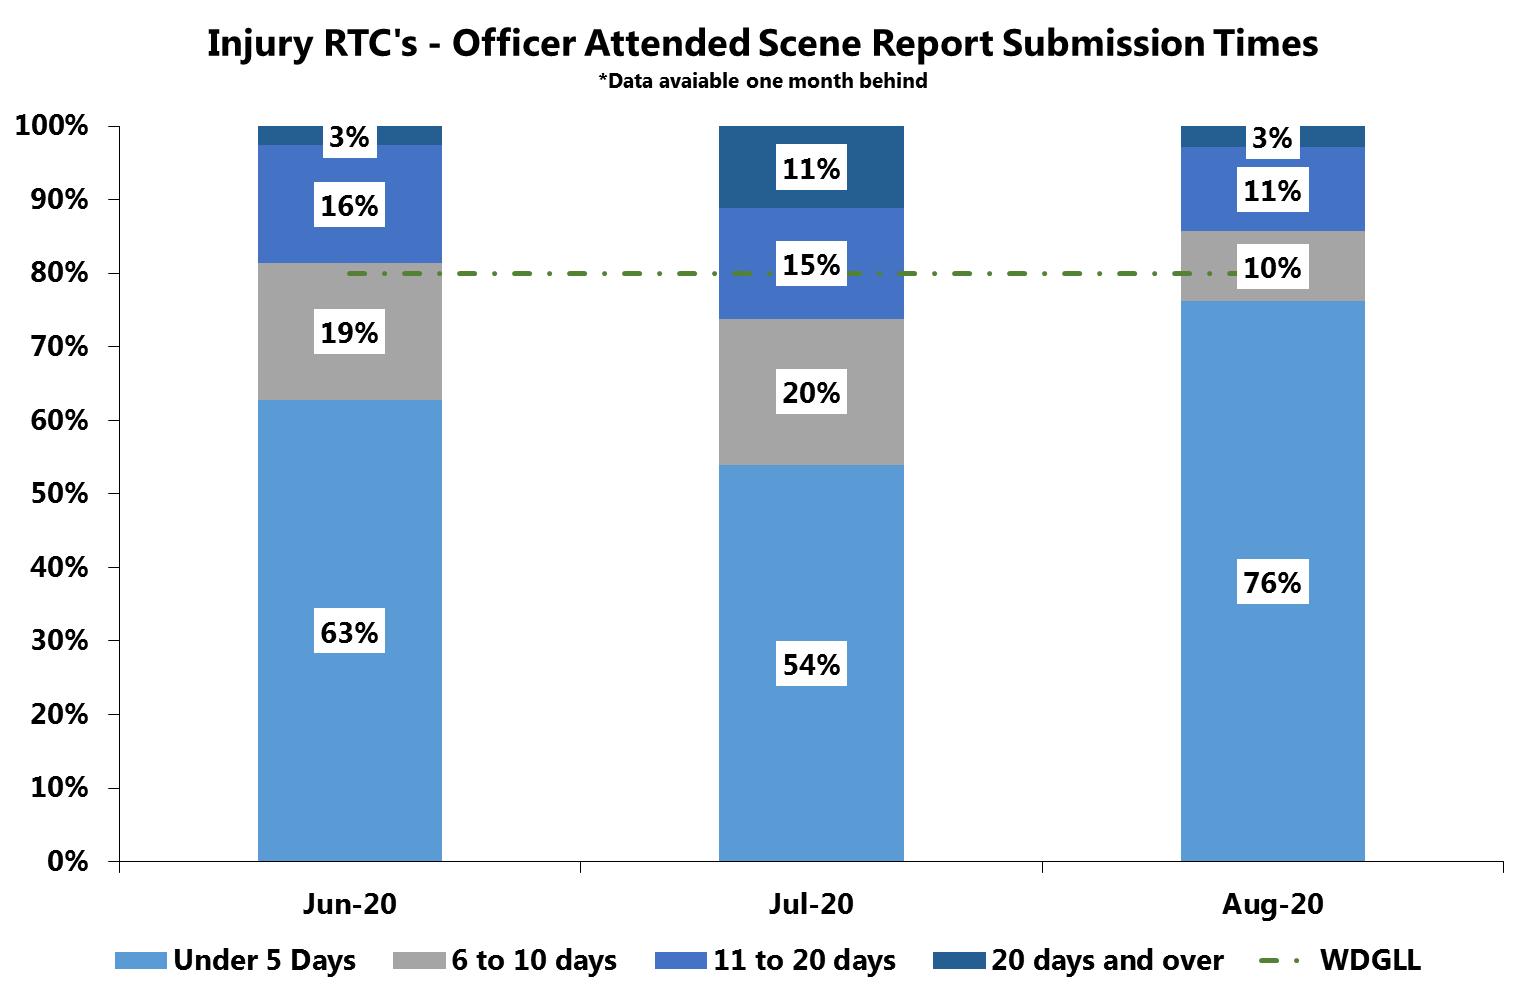 Injury RTC's - Officer Attended Scene Report Submission Times
*Data avaiable one month behind
100%
90%
80%
70%
60%
50%
40%
30%
20%
10%
0%
3%
16%
19%
63%
11%
15%
20%
54%
3%
11%
10%
76%
Jun-20
Jul-20
Aug-20
Under 5 Days
6 to 10 days
11 to 20 days
20 days and over
WDGLL